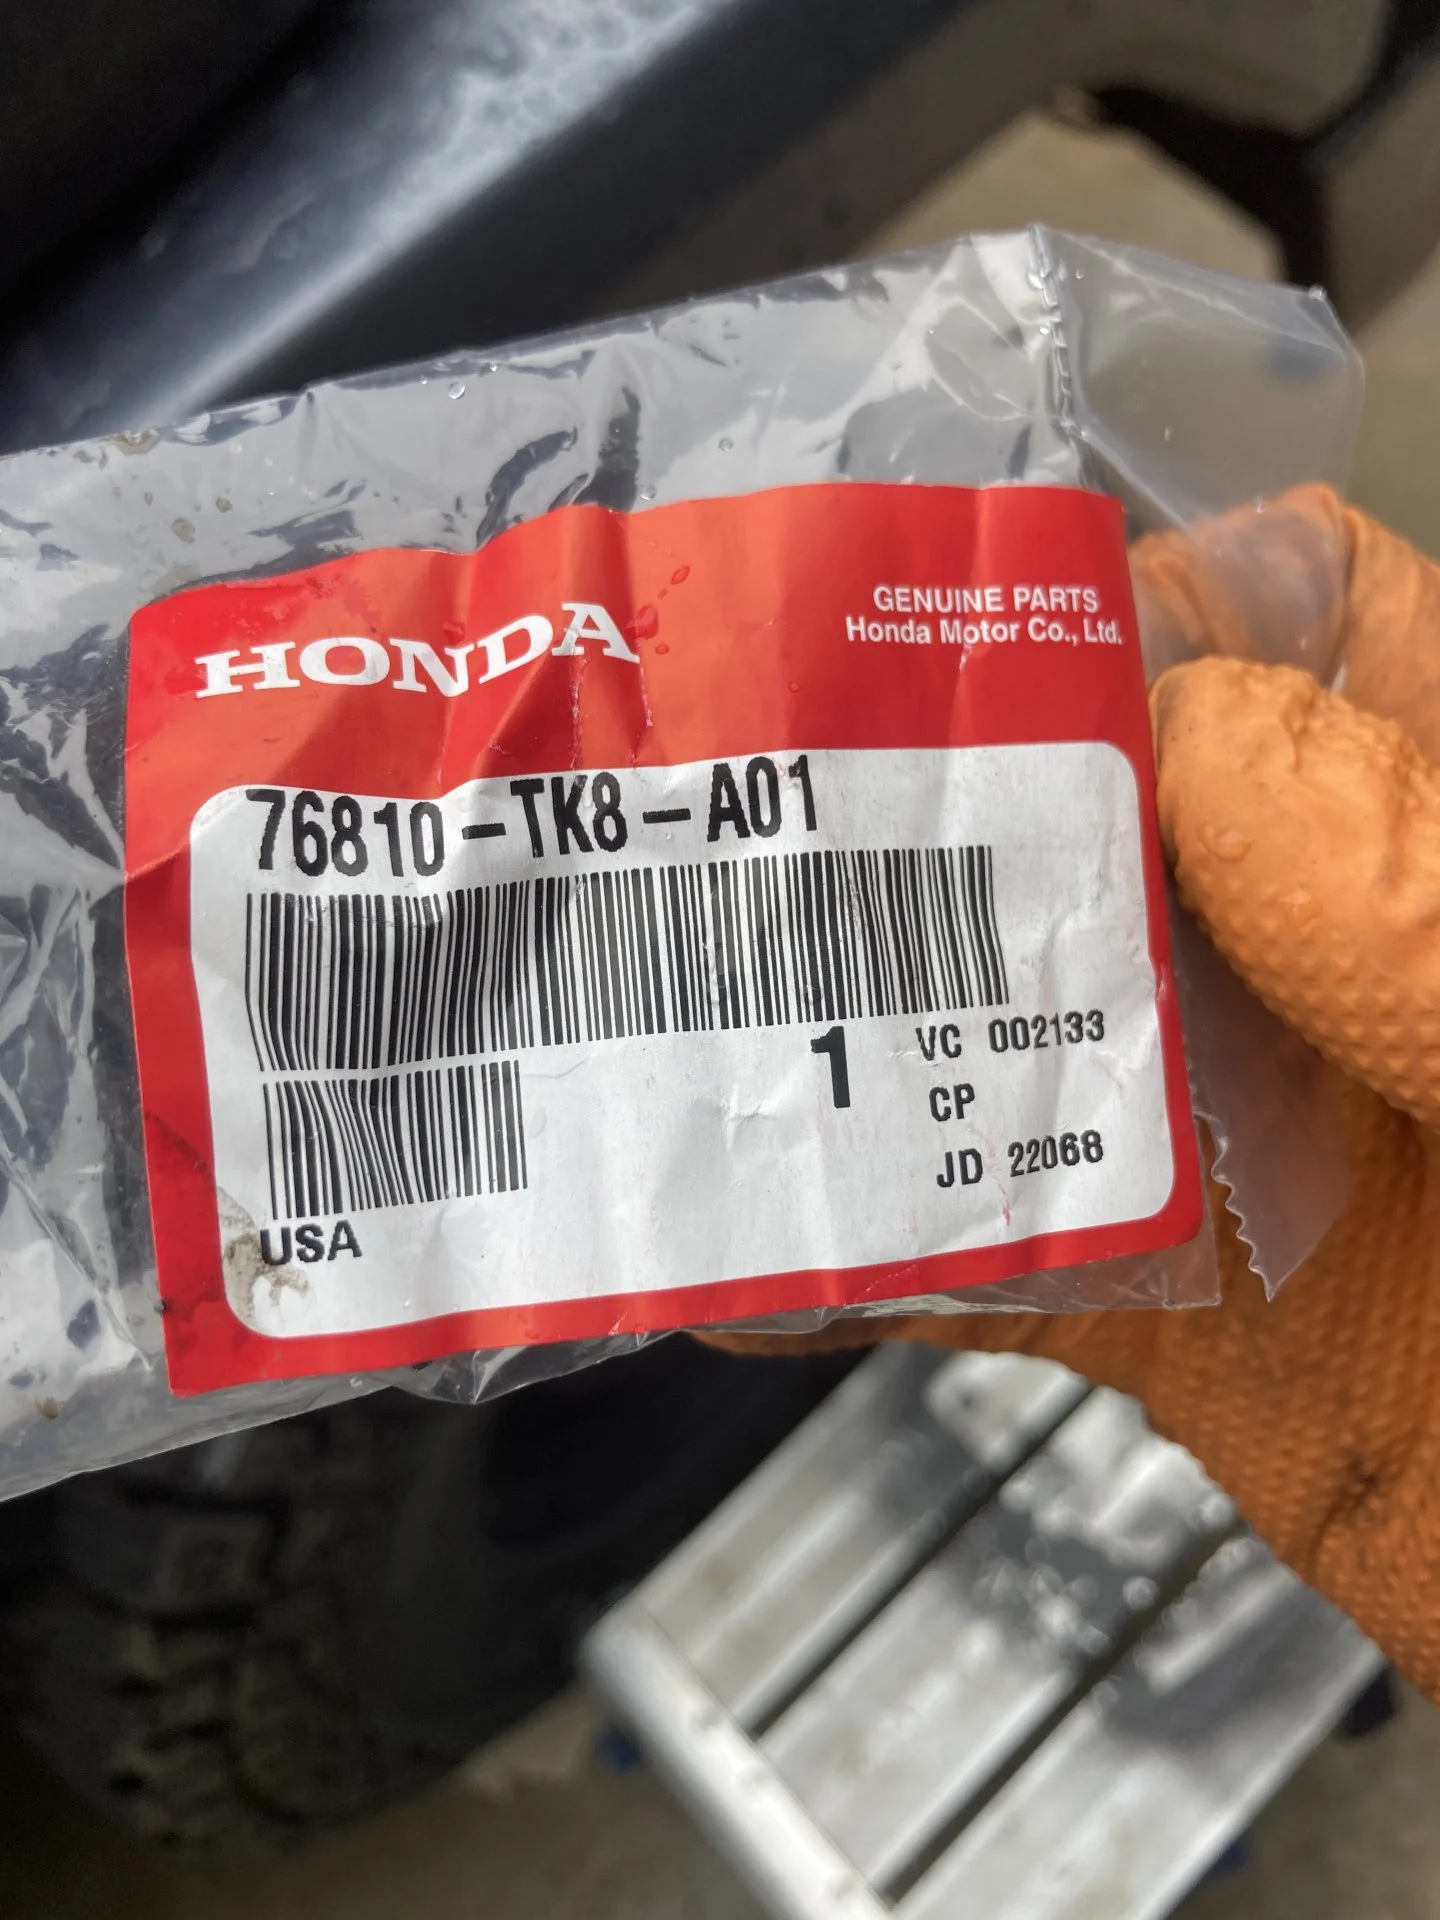 HONDA
GENUINE PARTS
Honda Motor Co., Ltd.
76810-TK8-A01
1
VC 002133
CP
JD 22068
USA